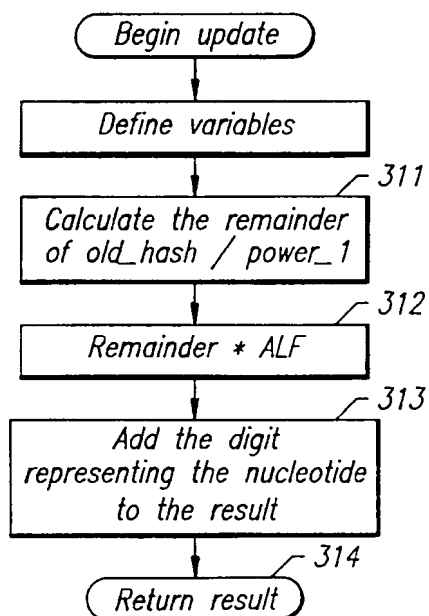 Begin update
Define variables
311
Calculate the remainder
of old_hash / power_1
312
Remainder * ALF
313
Add the digit
representing the nucleotide
to the result
314
Return result